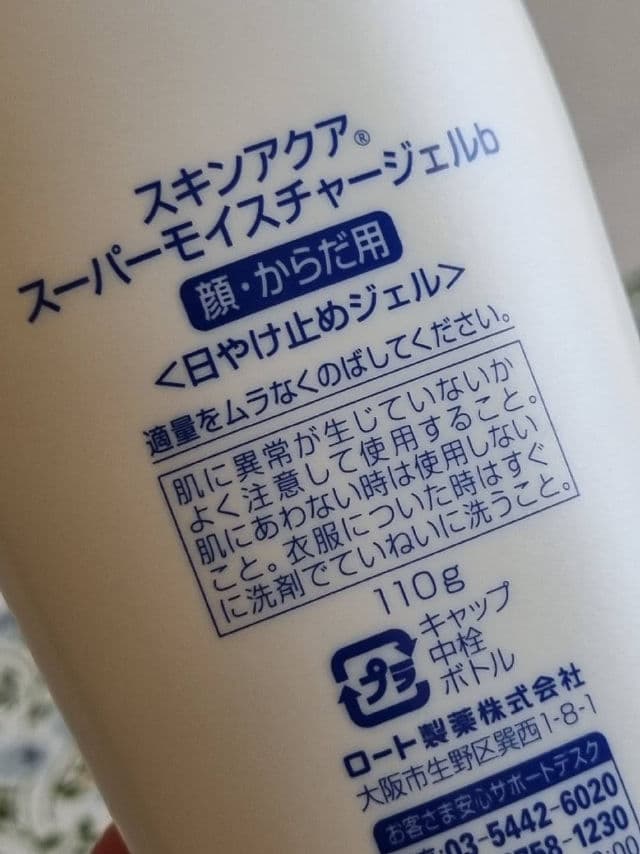 スキンアクア®
スーパーモイスチャージェルb
顔・からだ用
<日やけ止めジェル>
適量をムラなくのばしてください。
肌に異常が生じていないか
よく注意して使用すること。
肌にあわない時は使用しない
こと。衣服についた時はすぐ
に洗剤でていねいに洗うこと。
110g
プラ
キャップ
中栓
ボトル
ロート製薬株式会社
大阪市生野区巽西1-8-1
お客さま安心サポートデスク
03-5442-6020
758-1230
:00